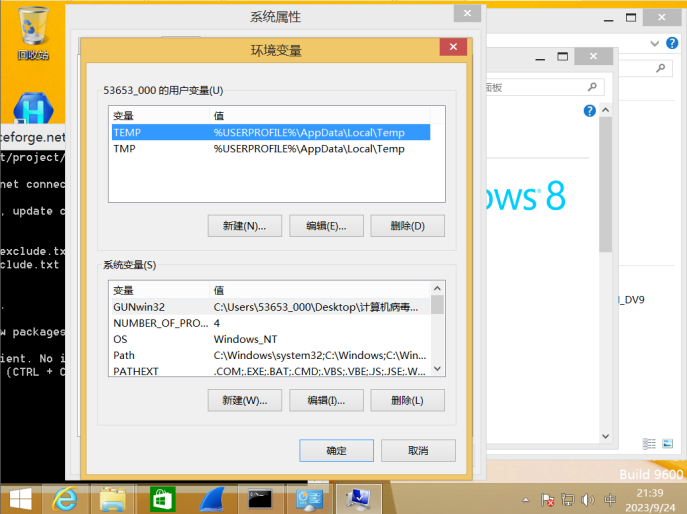 系统属性
回收站
环境变量
53653_000 的用户变量(U)
变量 值
TEMP %USERPROFILE%\AppData\Local\Temp
TMP %USERPROFILE%\AppData\Local\Temp
新建(N)... 编辑(E)... 删除(D)
系统变量(S)
变量 值
GUNwin32 C:\Users\53653_000\Desktop\计算机病毒...
NUMBER_OF_PRO... 4
OS Windows_NT
Path C:\Windows\system32;C:\Windows;C:\Win...
PATHEXT .COM;.EXE;.BAT;.CMD;.VBS;.VBE;.JS;.JSE;.W...
新建(W)... 编辑(I)... 删除(L)
确定 取消
teforge.net
t/project/
net connec
, update c
exclude.tx
clude.txt
.
w packages
ient. No i
(CTRL + C
面板
ows 8
_DV9
Build 9600
中
21:39
2023/9/24